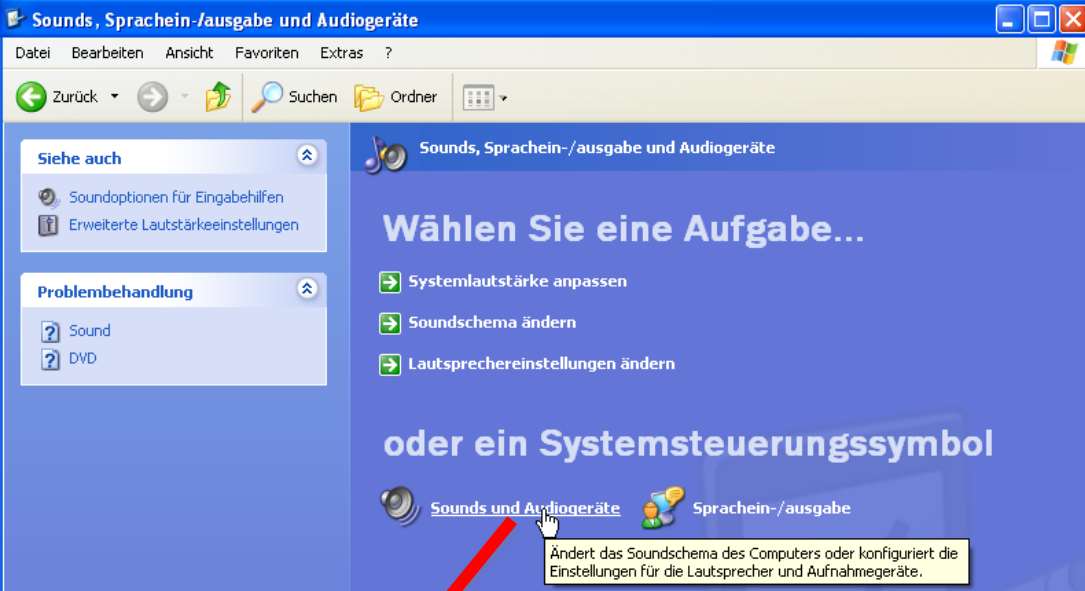 Sounds, Sprachein-/ausgabe und Audiogeräte
Datei Bearbeiten Ansicht Favoriten Extras ?
Zurück Suchen Ordner
Siehe auch
Soundoptionen für Eingabehilfen
Erweiterte Lautstärkeeinstellungen
Problembehandlung
Sound
DVD
Sounds, Sprachein-/ausgabe und Audiogeräte
Wählen Sie eine Aufgabe...
Systemlautstärke anpassen
Soundschema ändern
Lautsprechereinstellungen ändern
oder ein Systemsteuerungssymbol
Sounds und Audiogeräte Sprachein-/ausgabe
Ändert das Soundschema des Computers oder konfiguriert die
Einstellungen für die Lautsprecher und Aufnahmegeräte.